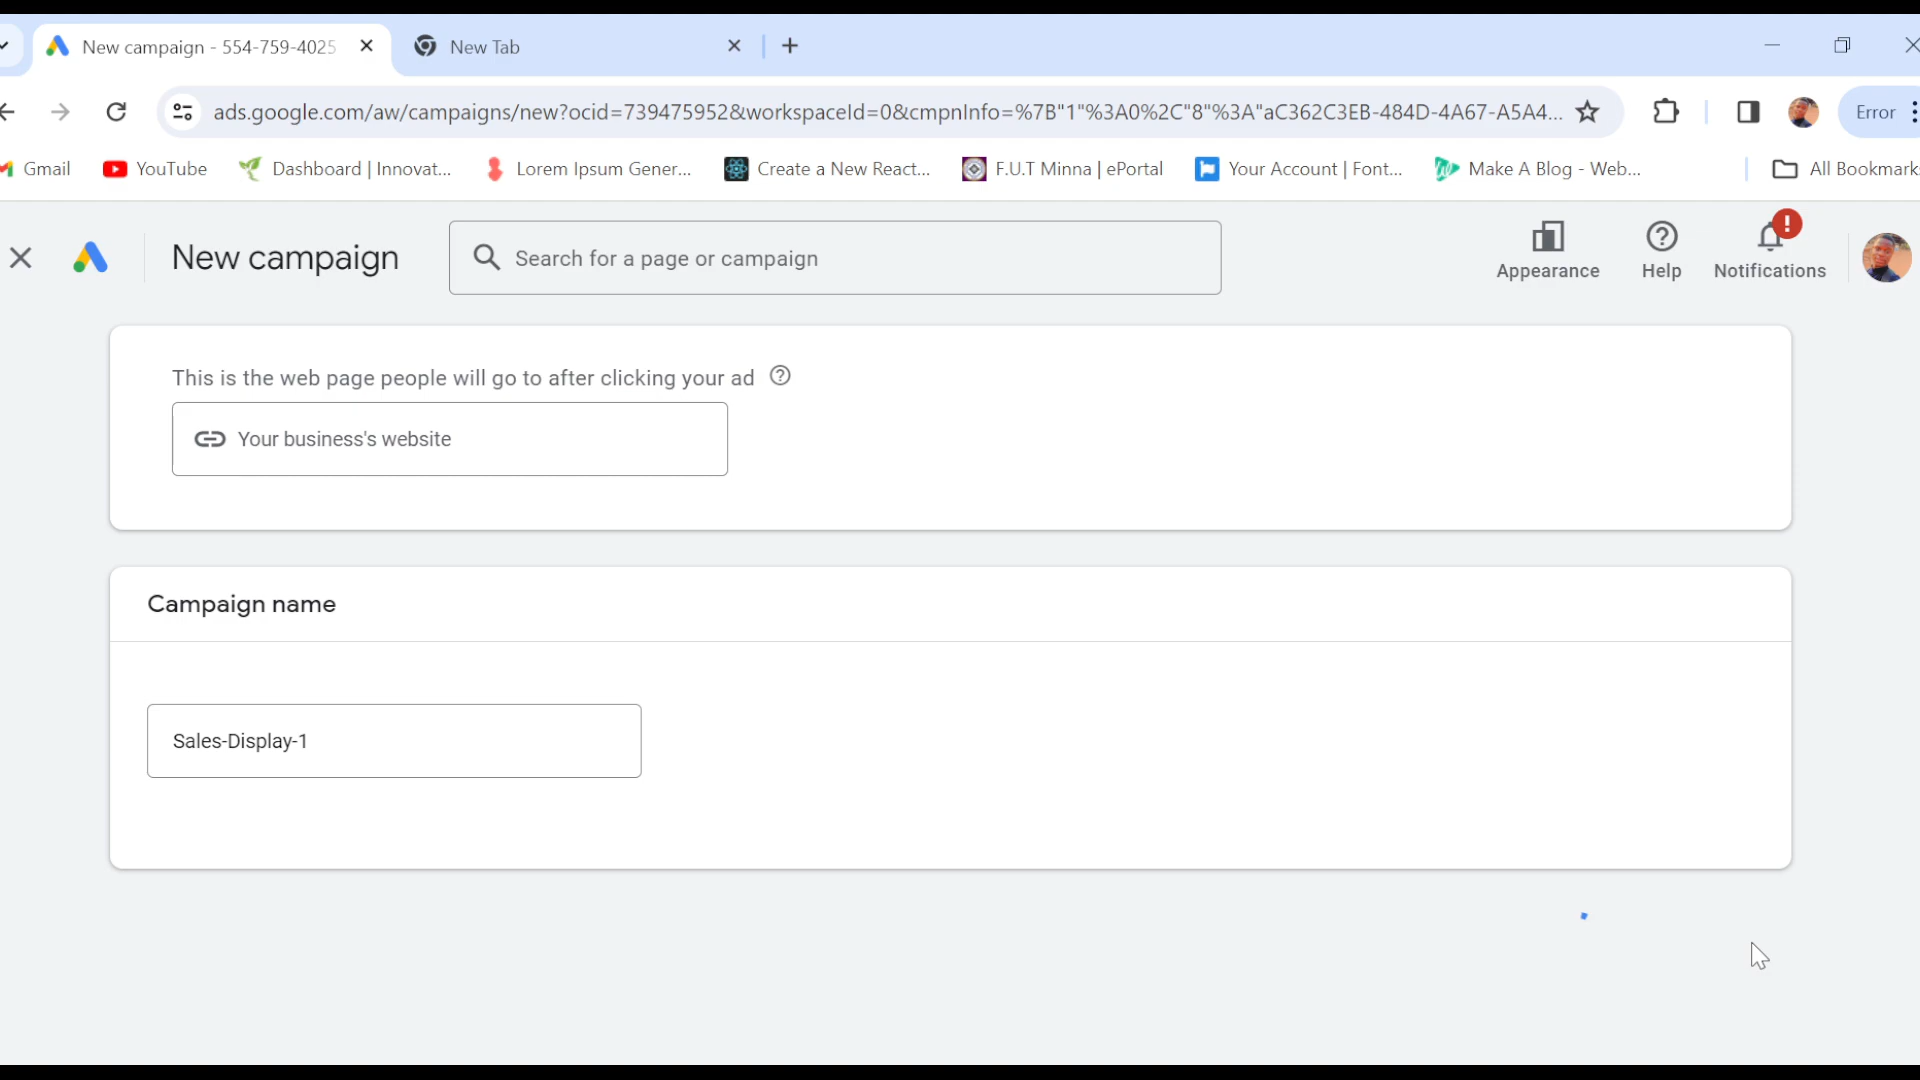 New campaign - 554-759-4025
New Tab
ads.google.com/aw/campaigns/new?ocid=739475952&workspaceId=0&cmpnInfo=%7B"1"%3A0%2C"8"%3A"aC362C3EB-484D-4A67-A5A4...
Error
Gmail
YouTube
Dashboard | Innovat...
Lorem Ipsum Gener...
Create a New React...
F.U.T Minna | ePortal
Your Account | Font...
Make A Blog - Web...
All Bookmarks
New campaign
Search for a page or campaign
Appearance
Help
Notifications
This is the web page people will go to after clicking your ad
Your business's website
Campaign name
Sales-Display-1